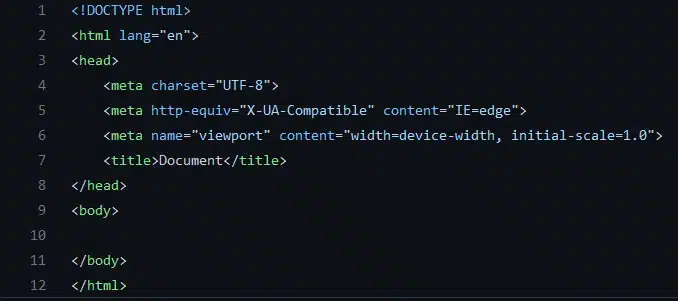 1 <!DOCTYPE html>
2 <html lang="en">
3 <head>
4     <meta charset="UTF-8">
5     <meta http-equiv="X-UA-Compatible" content="IE=edge">
6     <meta name="viewport" content="width=device-width, initial-scale=1.0">
7     <title>Document</title>
8 </head>
9 <body>
10
11 </body>
12 </html>